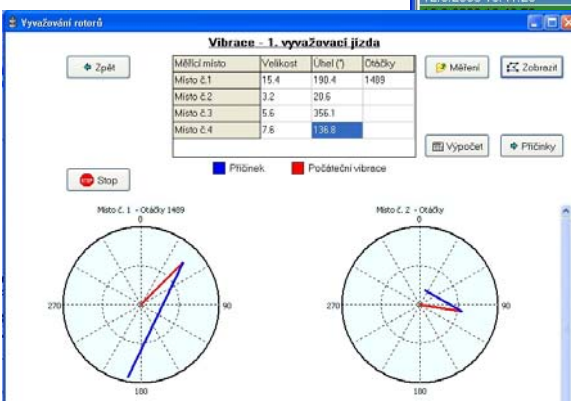 Vyvažování rotorů
Vibrace - 1. vyvažovací jízda
Zpět
Měřící místo Velikost Úhel (°) Otáčky
Místo č.1 15.4 190.4 1489
Místo č.2 3.2 20.6
Místo č.3 5.6 356.1
Místo č.4 7.6 136.8
Měření
Zobrazit
Výpočet
Příčinky
Příčinek Počáteční vibrace
STOP Stop
Místo č. 1 - Otáčky 1489
0
270
90
180
Místo č. 2 - Otáčky
0
270
90
180